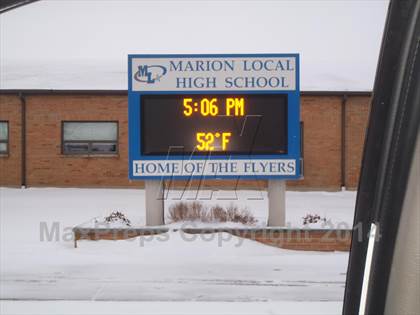 MARION LOCAL
ML
HIGH SCHOOL
5:06 PM
52°F
HOME OF THE FLYERS
MaxPreps Copyright 2014